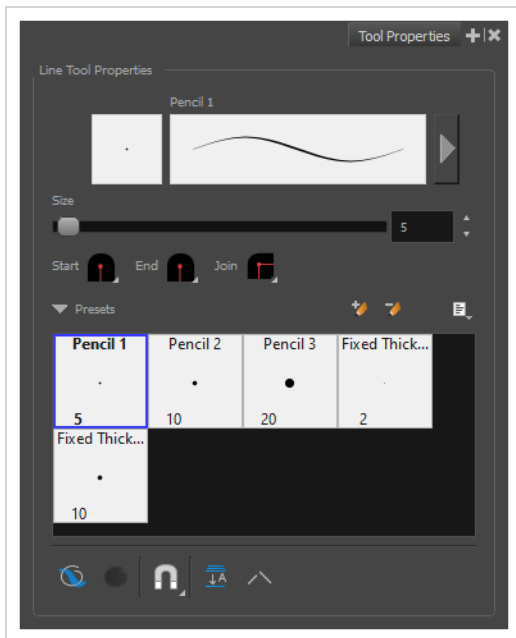 Tool Properties
Line Tool Properties
Pencil 1
Size
5
Start End Join
Presets
Pencil 1 Pencil 2 Pencil 3 Fixed Thick...
5 10 20 2
Fixed Thick...
10
A